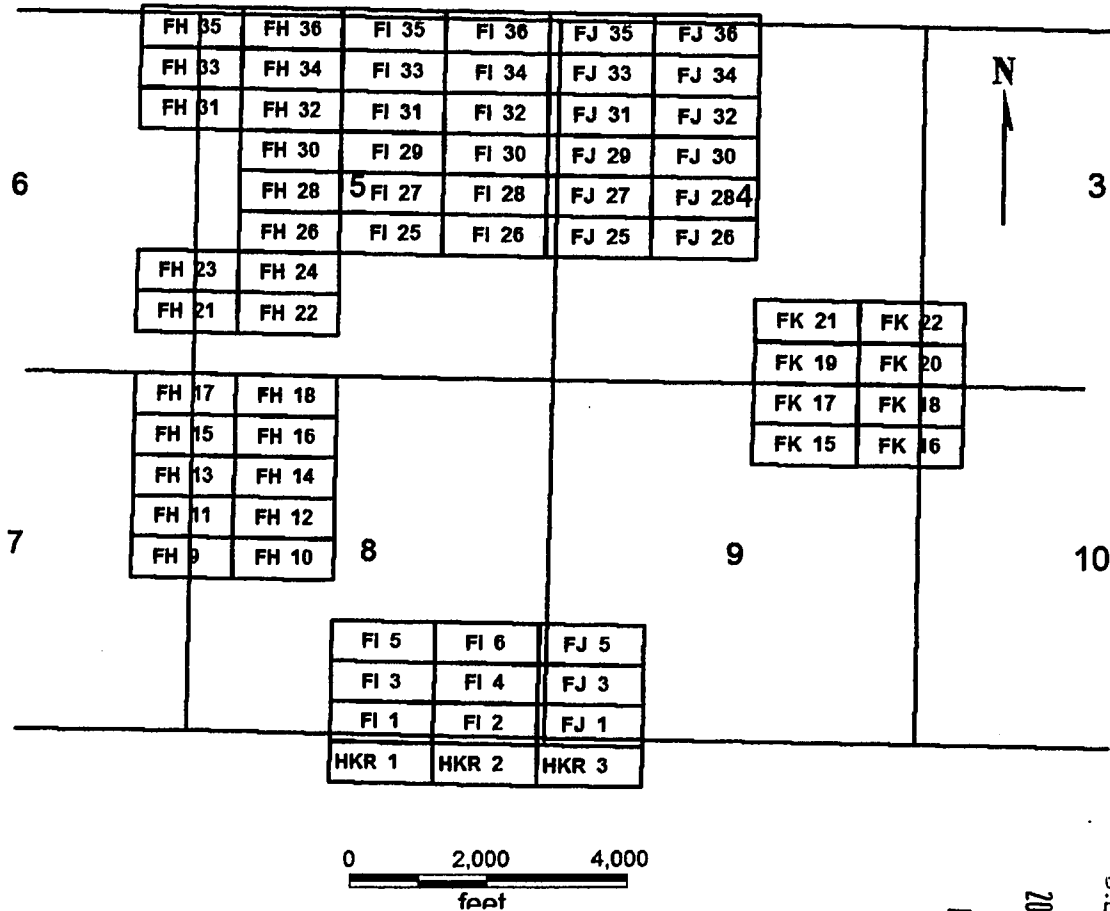 FH 35 FH 36 FI 35 FI 36 FJ 35 FJ 36
FH 33 FH 34 FI 33 FI 34 FJ 33 FJ 34
N
FH 31 FH 32 FI 31 FI 32 FJ 31 FJ 32
FH 30 FI 29 FI 30 FJ 29 FJ 30
6 FH 28 5 FI 27 FI 28 FJ 27 FJ 28 4 3
FH 26 FI 25 FI 26 FJ 25 FJ 26
FH 23 FH 24
FH 21 FH 22
FK 21 FK 22
FK 19 FK 20
FH 17 FH 18
FK 17 FK 18
FH 15 FH 16
FK 15 FK 16
FH 13 FH 14
FH 11 FH 12
7 FH 9 FH 10 8 9 10
FI 5 FI 6 FJ 5
FI 3 FI 4 FJ 3
FI 1 FI 2 FJ 1
HKR 1 HKR 2 HKR 3
0 2,000 4,000
feet
20